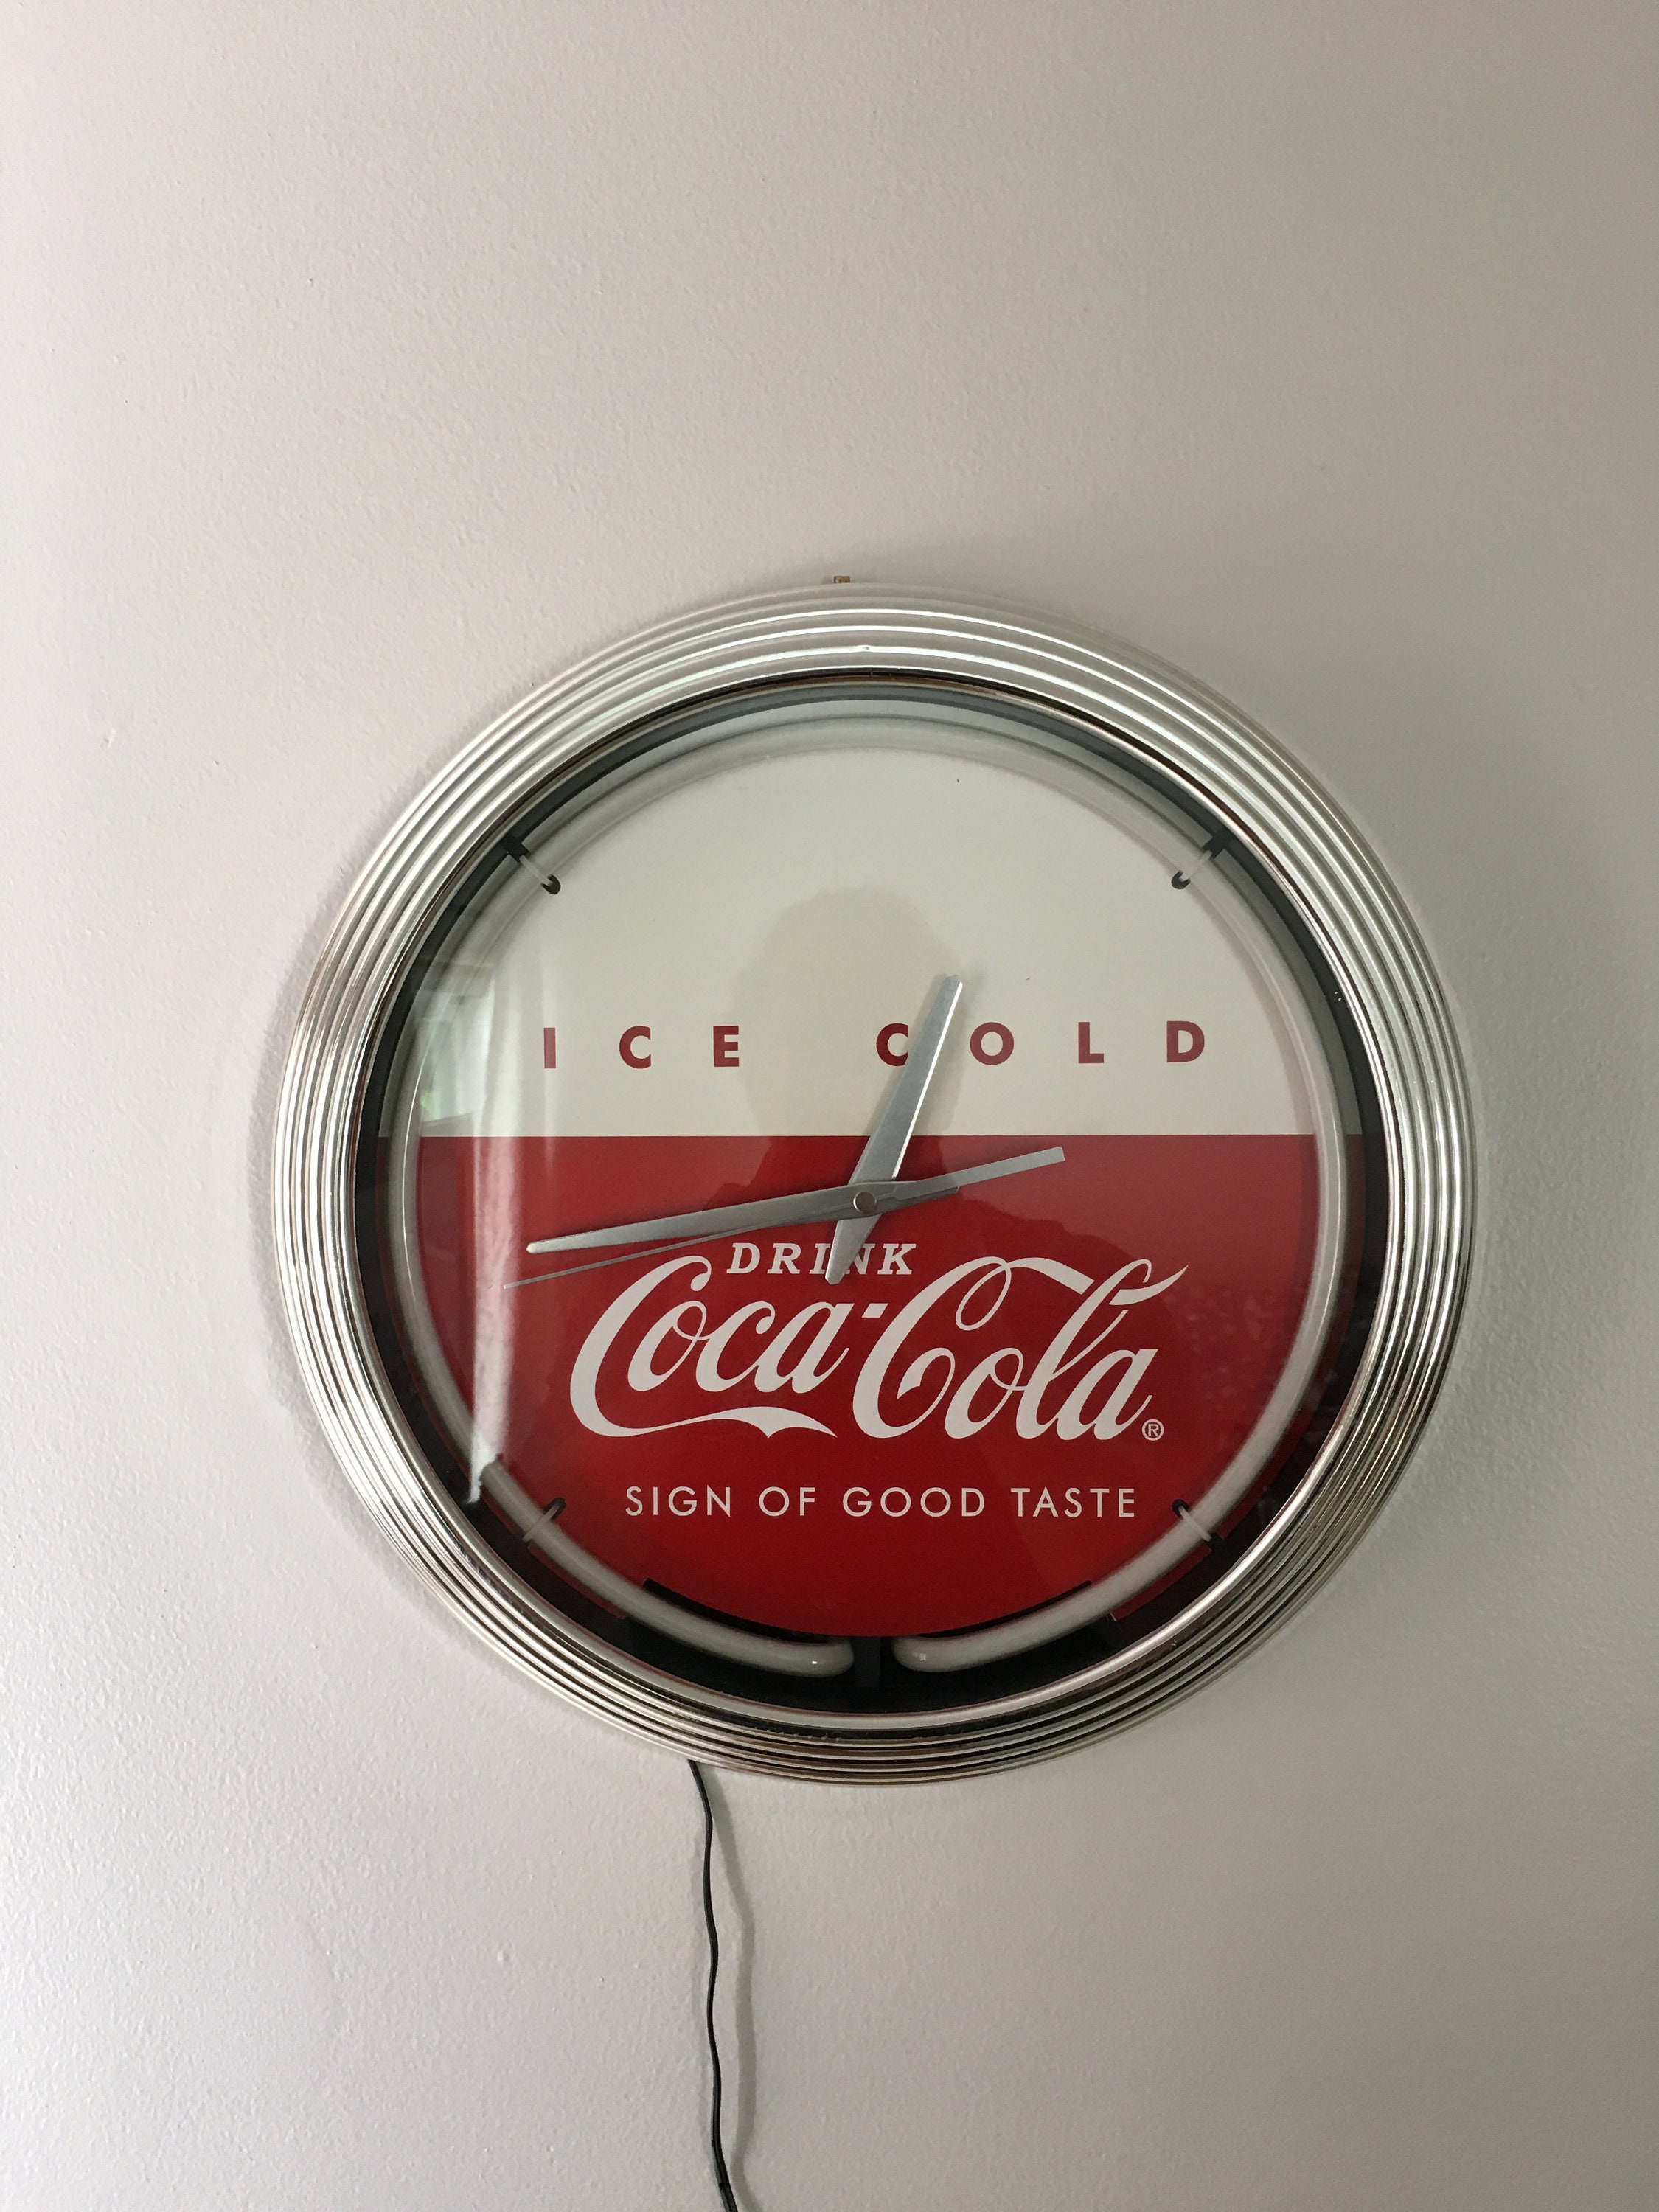 ICE COLD
DRINK
Coca-Cola®
SIGN OF GOOD TASTE